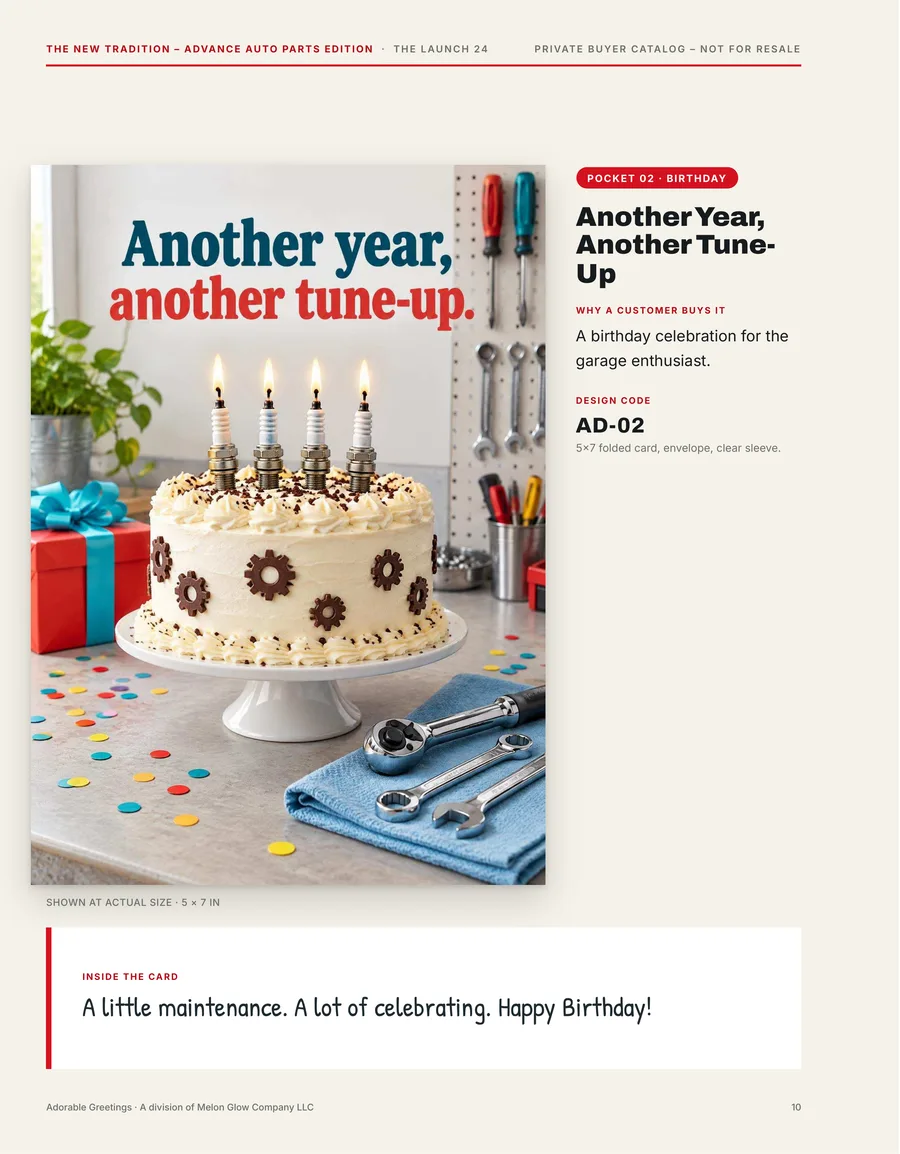 THE NEW TRADITION – ADVANCE AUTO PARTS EDITION · THE LAUNCH 24
PRIVATE BUYER CATALOG – NOT FOR RESALE
Another year,
another tune-up.
POCKET 02 · BIRTHDAY
Another Year,
Another Tune-
Up
WHY A CUSTOMER BUYS IT
A birthday celebration for the
garage enthusiast.
DESIGN CODE
AD-02
5×7 folded card, envelope, clear sleeve.
SHOWN AT ACTUAL SIZE · 5 × 7 IN
INSIDE THE CARD
A little maintenance. A lot of celebrating. Happy Birthday!
Adorable Greetings · A division of Melon Glow Company LLC
10